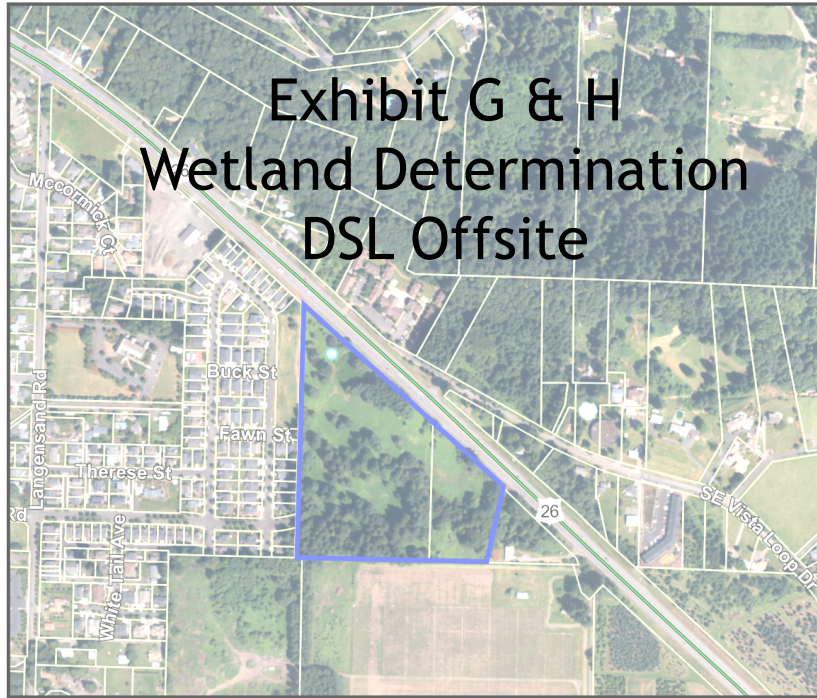 Exhibit G & H
Wetland Determination
DSL Offsite
26
Mccormick Ct
Langensand Rd
Buck St
Fawn St
Therese St
Rd
White Tail Ave
26
SE Vista Loop Dr